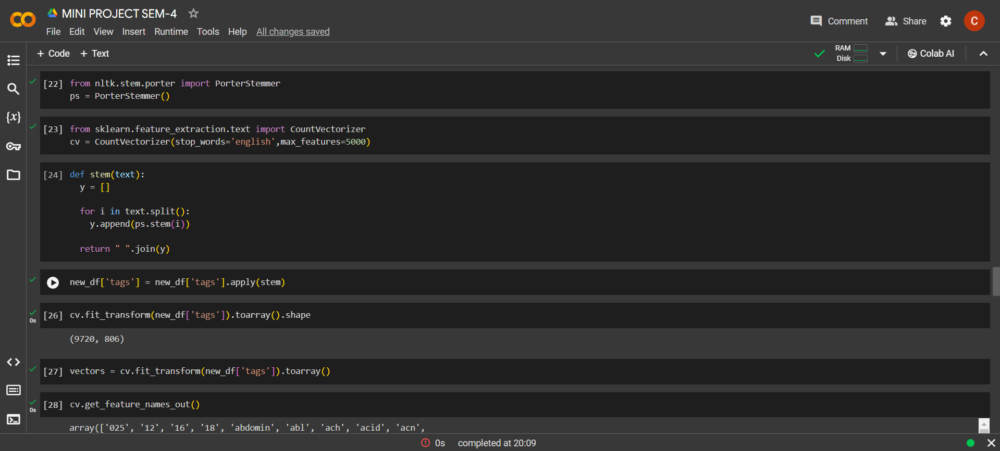 MINI PROJECT SEM-4
File Edit View Insert Runtime Tools Help All changes saved
Comment Share C
+ Code + Text
RAM
Disk
Colab AI
[22] from nltk.stem.porter import PorterStemmer
ps = PorterStemmer()
[23] from sklearn.feature_extraction.text import CountVectorizer
cv = CountVectorizer(stop_words='english',max_features=5000)
[24] def stem(text):
y = []
for i in text.split():
y.append(ps.stem(i))
return " ".join(y)
new_df['tags'] = new_df['tags'].apply(stem)
[26] cv.fit_transform(new_df['tags']).toarray().shape
0s
(9720, 806)
[27] vectors = cv.fit_transform(new_df['tags']).toarray()
[28] cv.get_feature_names_out()
0s
array(['025', '12', '16', '18', 'abdomin', 'abl', 'ach', 'acid', 'acn',
0s completed at 20:09